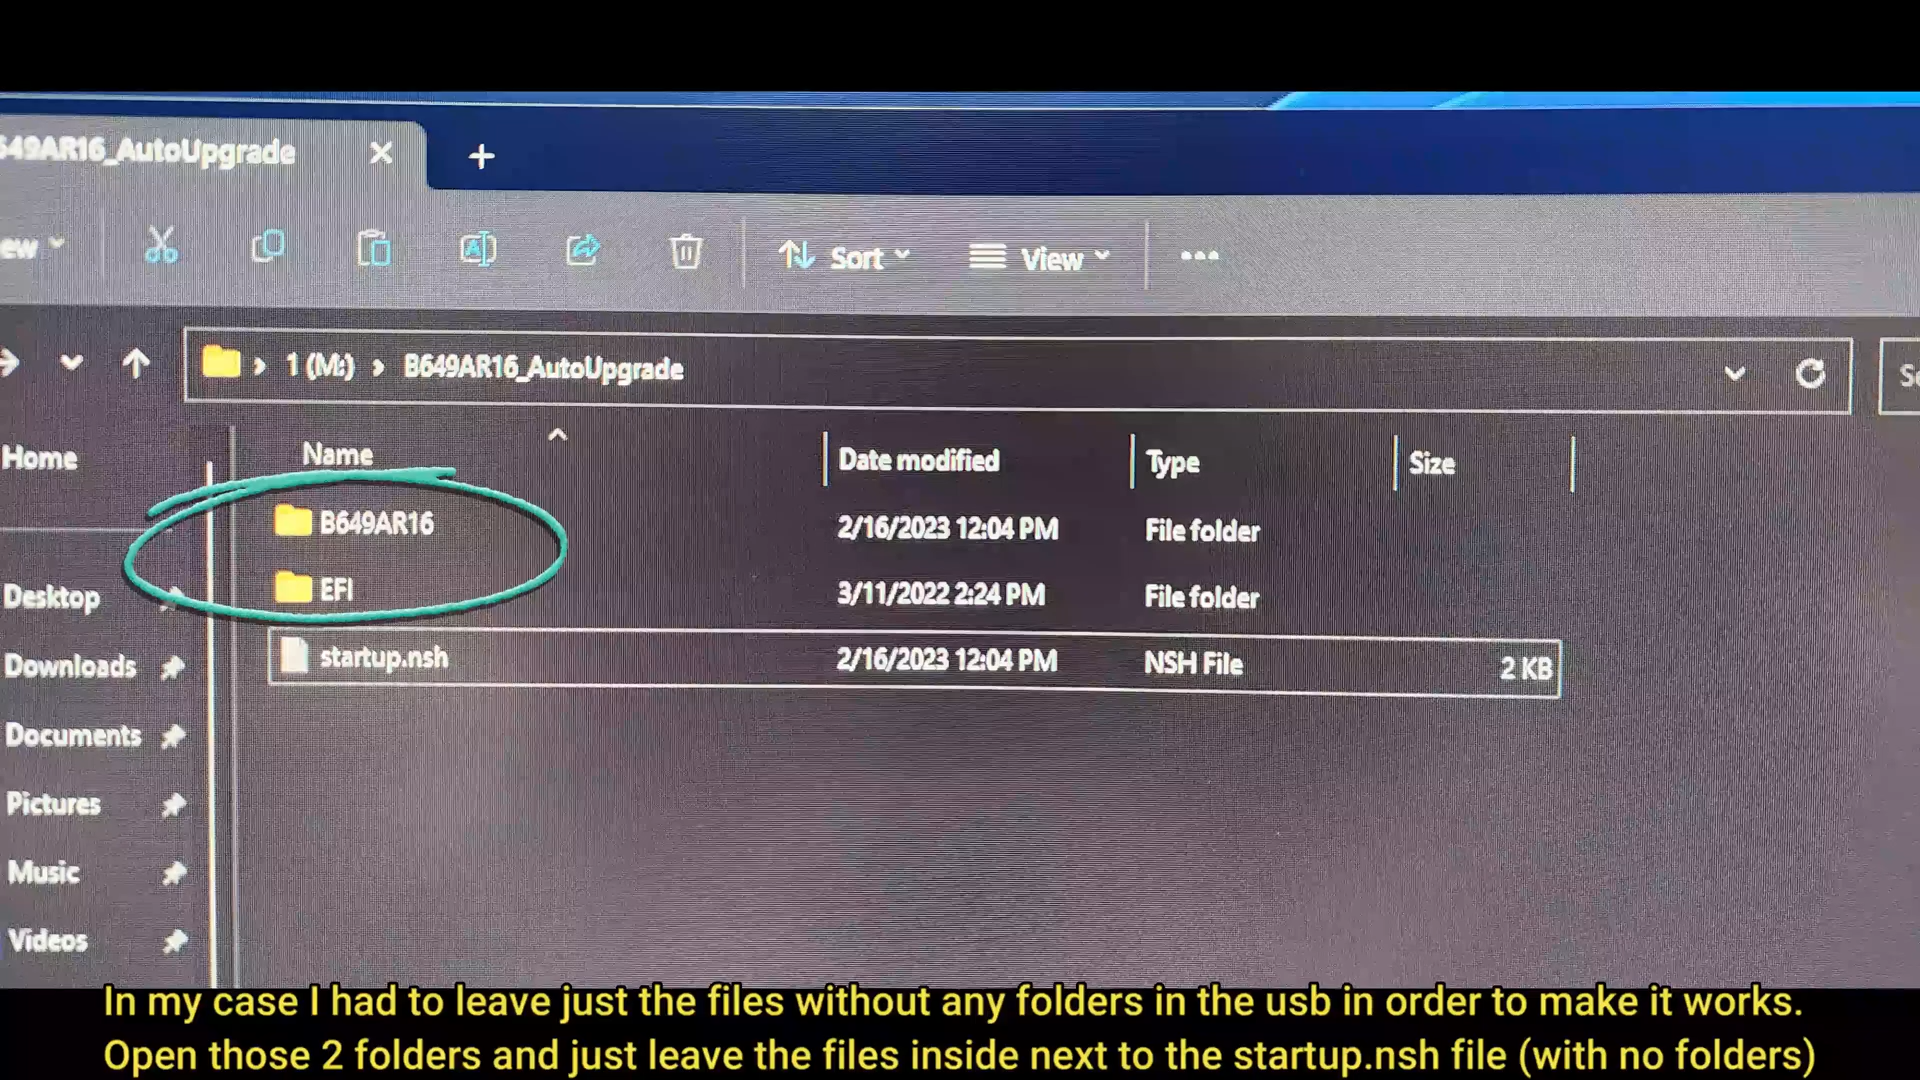 649AR16_AutoUpgrade
ew
Sort
View
1 (M:) > B649AR16_AutoUpgrade
Name
Date modified
Type
Size
Home
B649AR16
2/16/2023 12:04 PM
File folder
EFI
3/11/2022 2:24 PM
File folder
Desktop
startup.nsh
2/16/2023 12:04 PM
NSH File
2 KB
Downloads
Documents
Pictures
Music
Videos
In my case I had to leave just the files without any folders in the usb in order to make it works.
Open those 2 folders and just leave the files inside next to the startup.nsh file (with no folders)